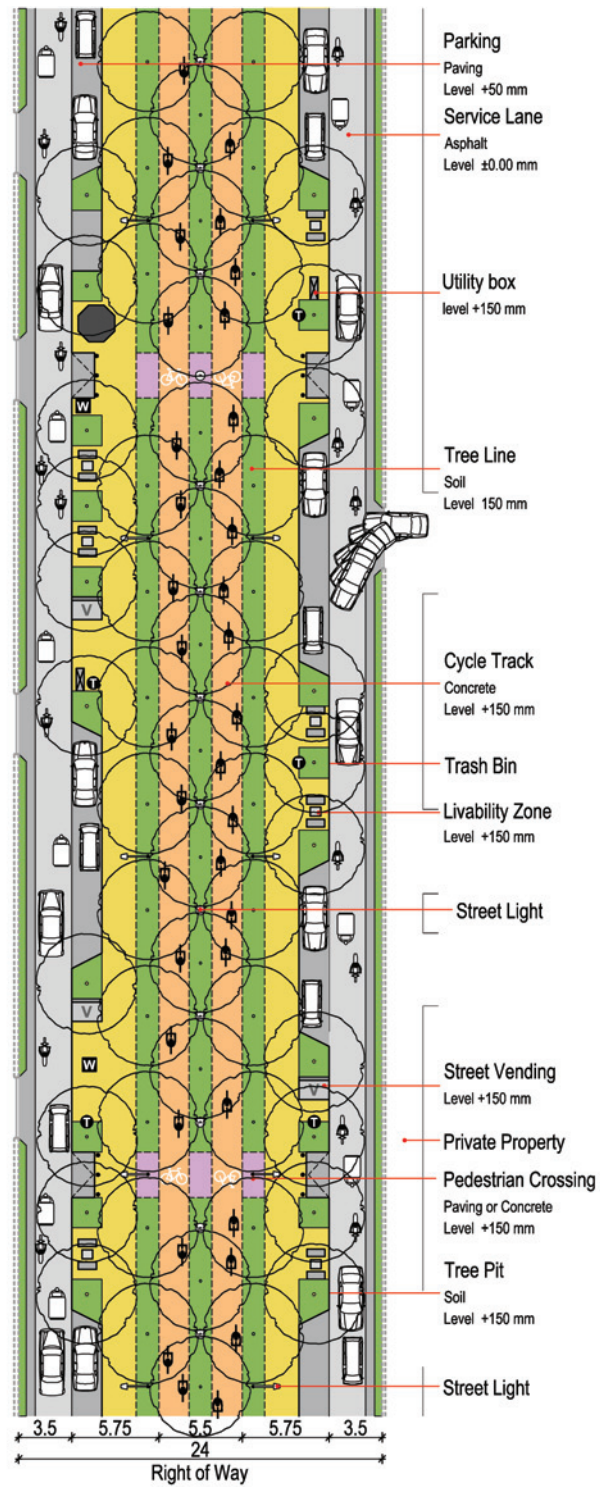 Parking
Paving
Level +50 mm
Service Lane
Asphalt
Level ±0.00 mm
Utility box
level +150 mm
T
W
Tree Line
Soil
Level 150 mm
V
T
Cycle Track
Concrete
Level +150 mm
T
Trash Bin
Livability Zone
Level +150 mm
Street Light
V
W
Street Vending
Level +150 mm
V
T
T
Private Property
Pedestrian Crossing
Paving or Concrete
Level +150 mm
Tree Pit
Soil
Level +150 mm
Street Light
3.5 5.75 5.5 5.75 3.5
24
Right of Way